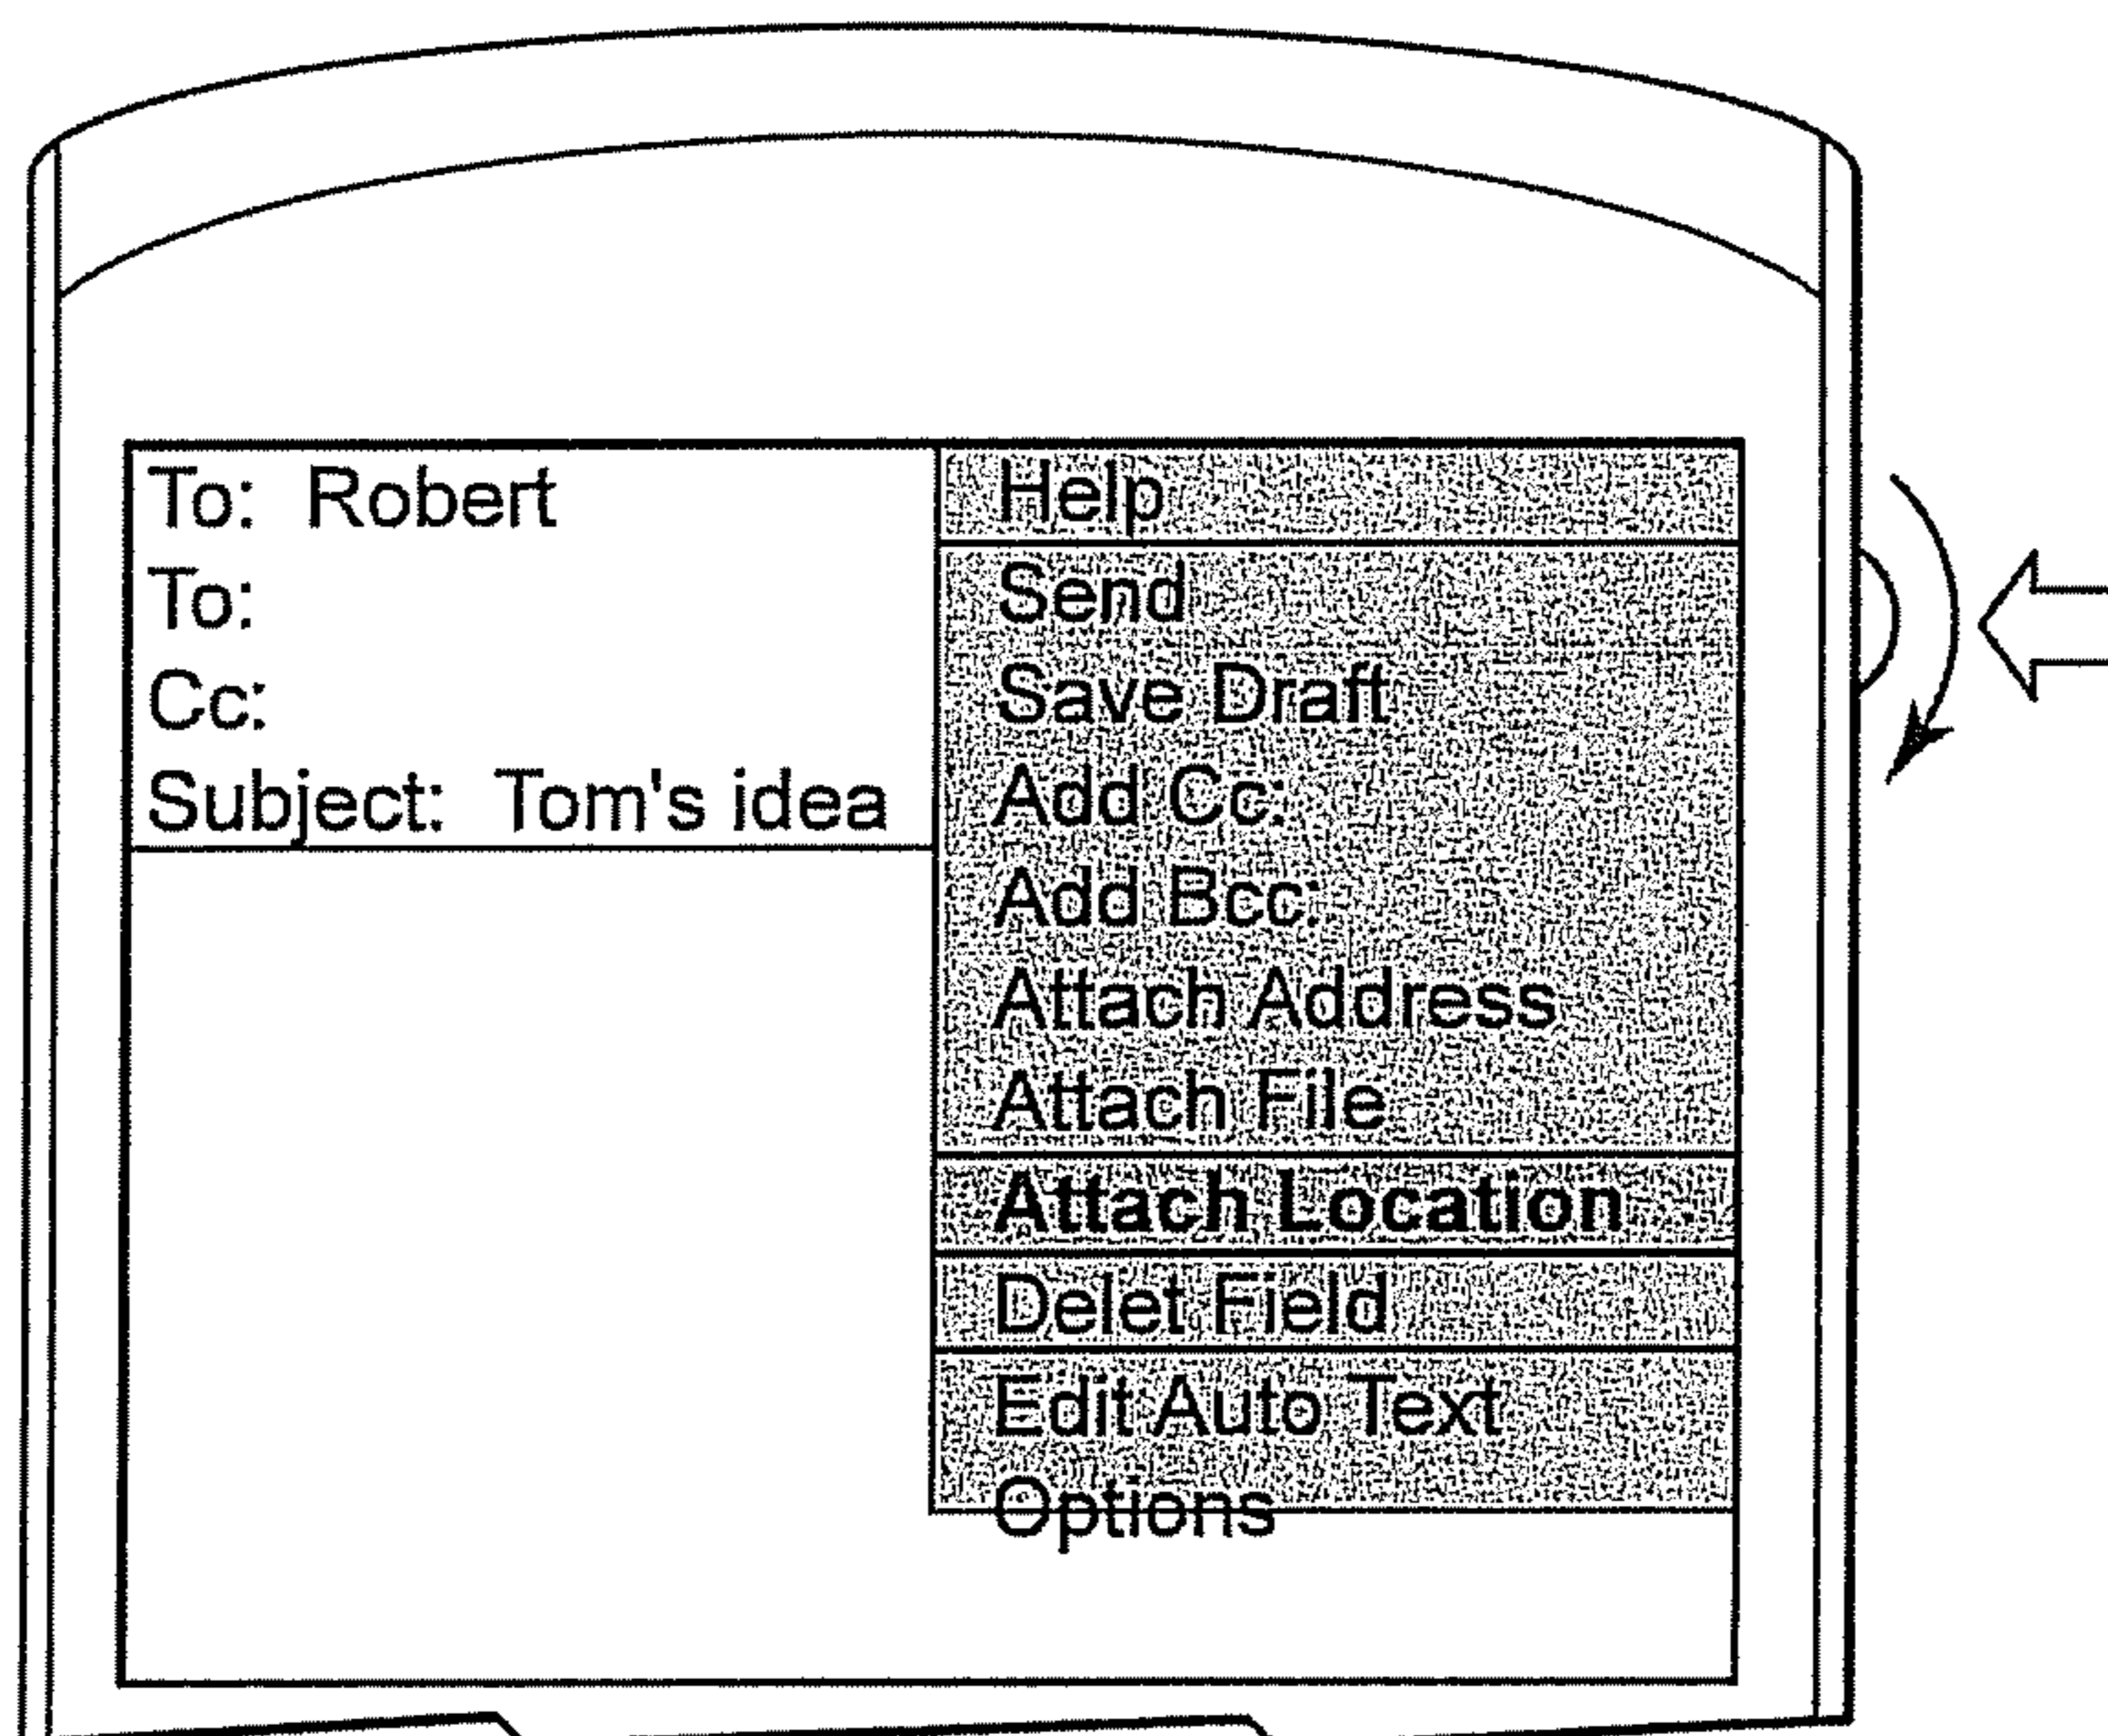 To: Robert
To:
Cc:
Subject: Tom's idea
Help
Send
Save Draft
Add Cc:
Add Bcc:
Attach Address
Attach File
Attach Location
Delet Field
Edit Auto Text
Options